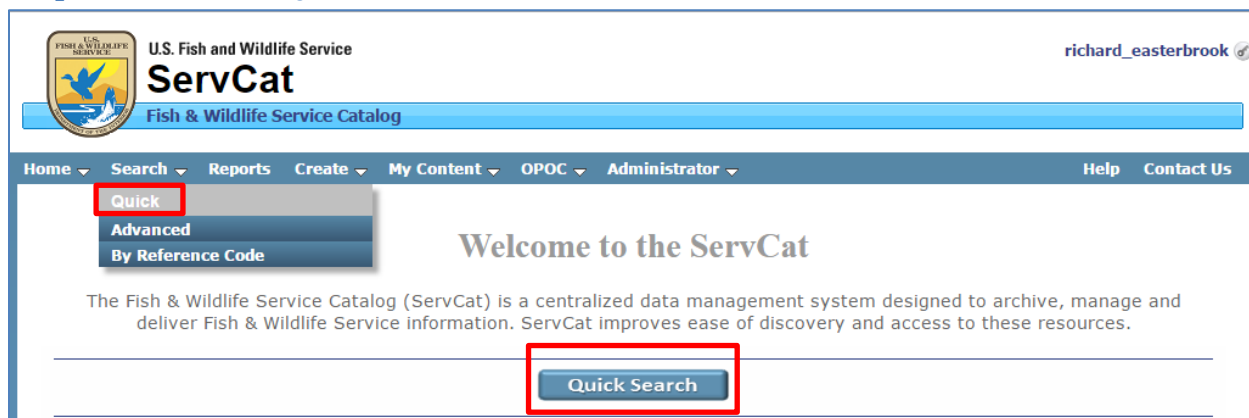 U.S.
FISH & WILDLIFE
SERVICE
U.S. Fish and Wildlife Service
ServCat
Fish & Wildlife Service Catalog
richard_easterbrook
Home Search Reports Create My Content OPOC Administrator Help Contact Us
Quick
Advanced
By Reference Code
Welcome to the ServCat
The Fish & Wildlife Service Catalog (ServCat) is a centralized data management system designed to archive, manage and
deliver Fish & Wildlife Service information. ServCat improves ease of discovery and access to these resources.
Quick Search